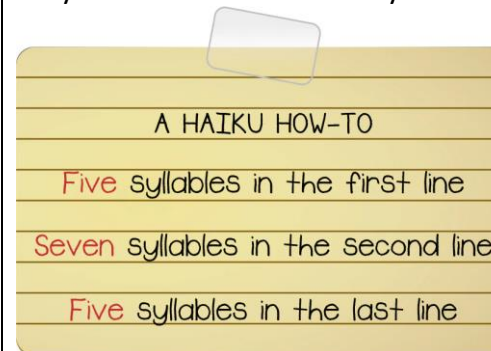 A HAIKU HOW-TO
Five syllables in the first line
Seven syllables in the second line
Five syllables in the last line